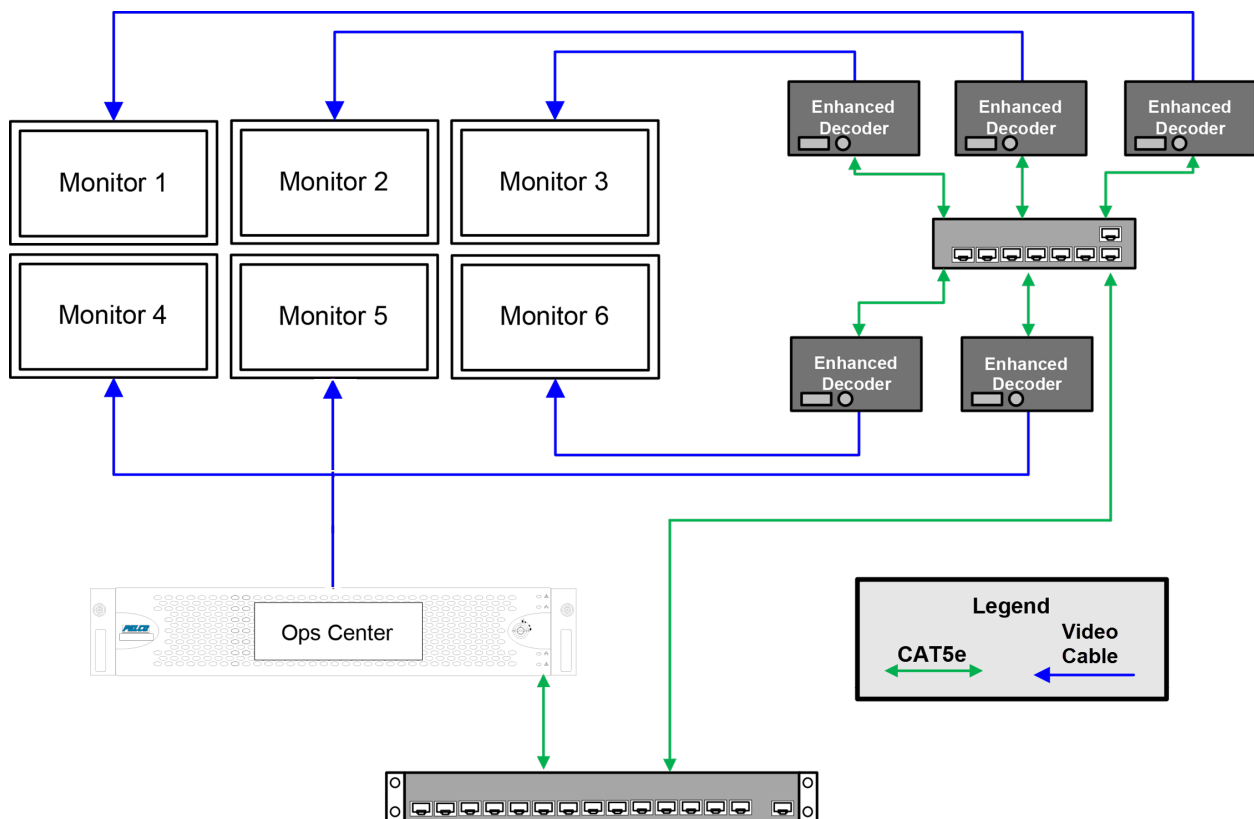 Enhanced
Decoder
Enhanced
Decoder
Enhanced
Decoder
Monitor 1
Monitor 2
Monitor 3
Monitor 4
Monitor 5
Monitor 6
Enhanced
Decoder
Enhanced
Decoder
PELCO
Ops Center
Legend
CAT5e
Video
Cable